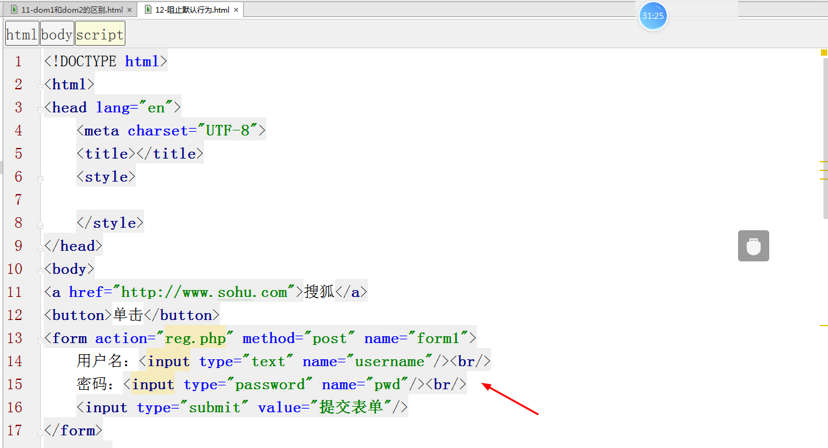 11-dom1和dom2的区别.html × 12-阻止默认行为.html ×
31:25
html body script
1 <!DOCTYPE html>
2 <html>
3 <head lang="en">
4 <meta charset="UTF-8">
5 <title></title>
6 <style>
7
8 </style>
9 </head>
10 <body>
11 <a href="http://www.sohu.com">搜狐</a>
12 <button>单击</button>
13 <form action="reg.php" method="post" name="form1">
14 用户名：<input type="text" name="username"/><br/>
15 密码：<input type="password" name="pwd"/><br/>
16 <input type="submit" value="提交表单"/>
17 </form>